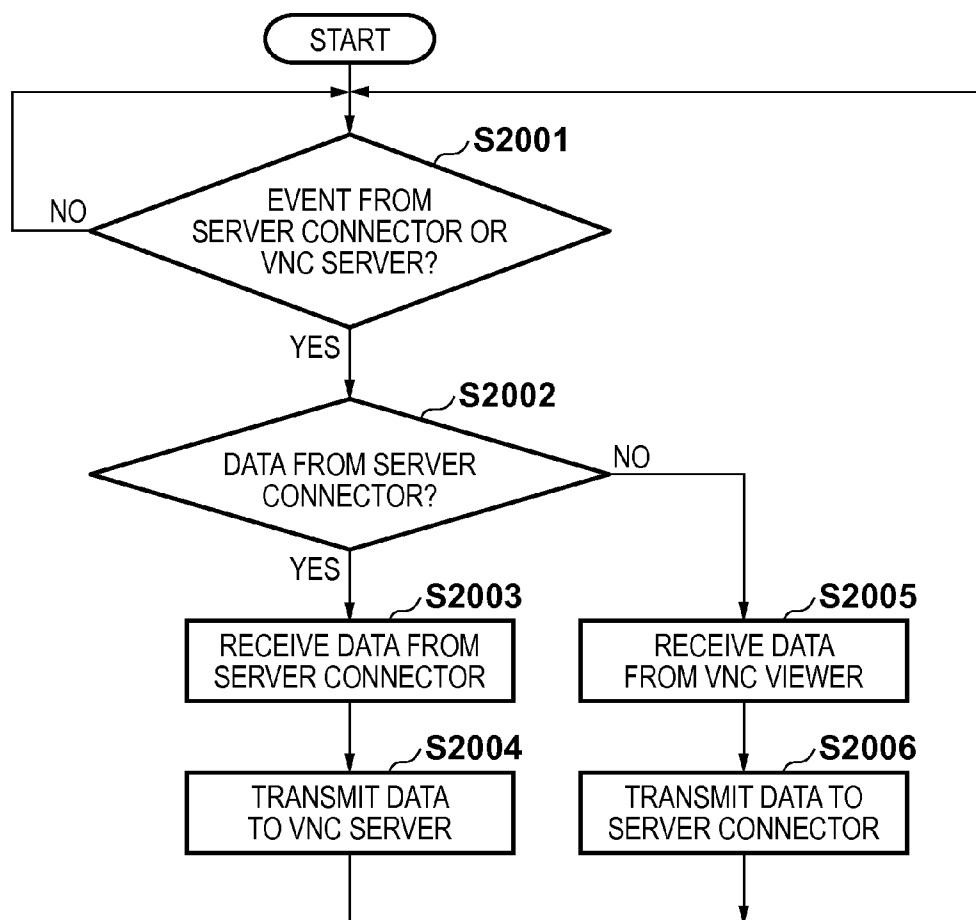 START
S2001
EVENT FROM
SERVER CONNECTOR OR
VNC SERVER?
NO
YES
S2002
DATA FROM SERVER
CONNECTOR?
NO
YES
S2003
RECEIVE DATA FROM
SERVER CONNECTOR
S2005
RECEIVE DATA
FROM VNC VIEWER
S2004
TRANSMIT DATA
TO VNC SERVER
S2006
TRANSMIT DATA TO
SERVER CONNECTOR